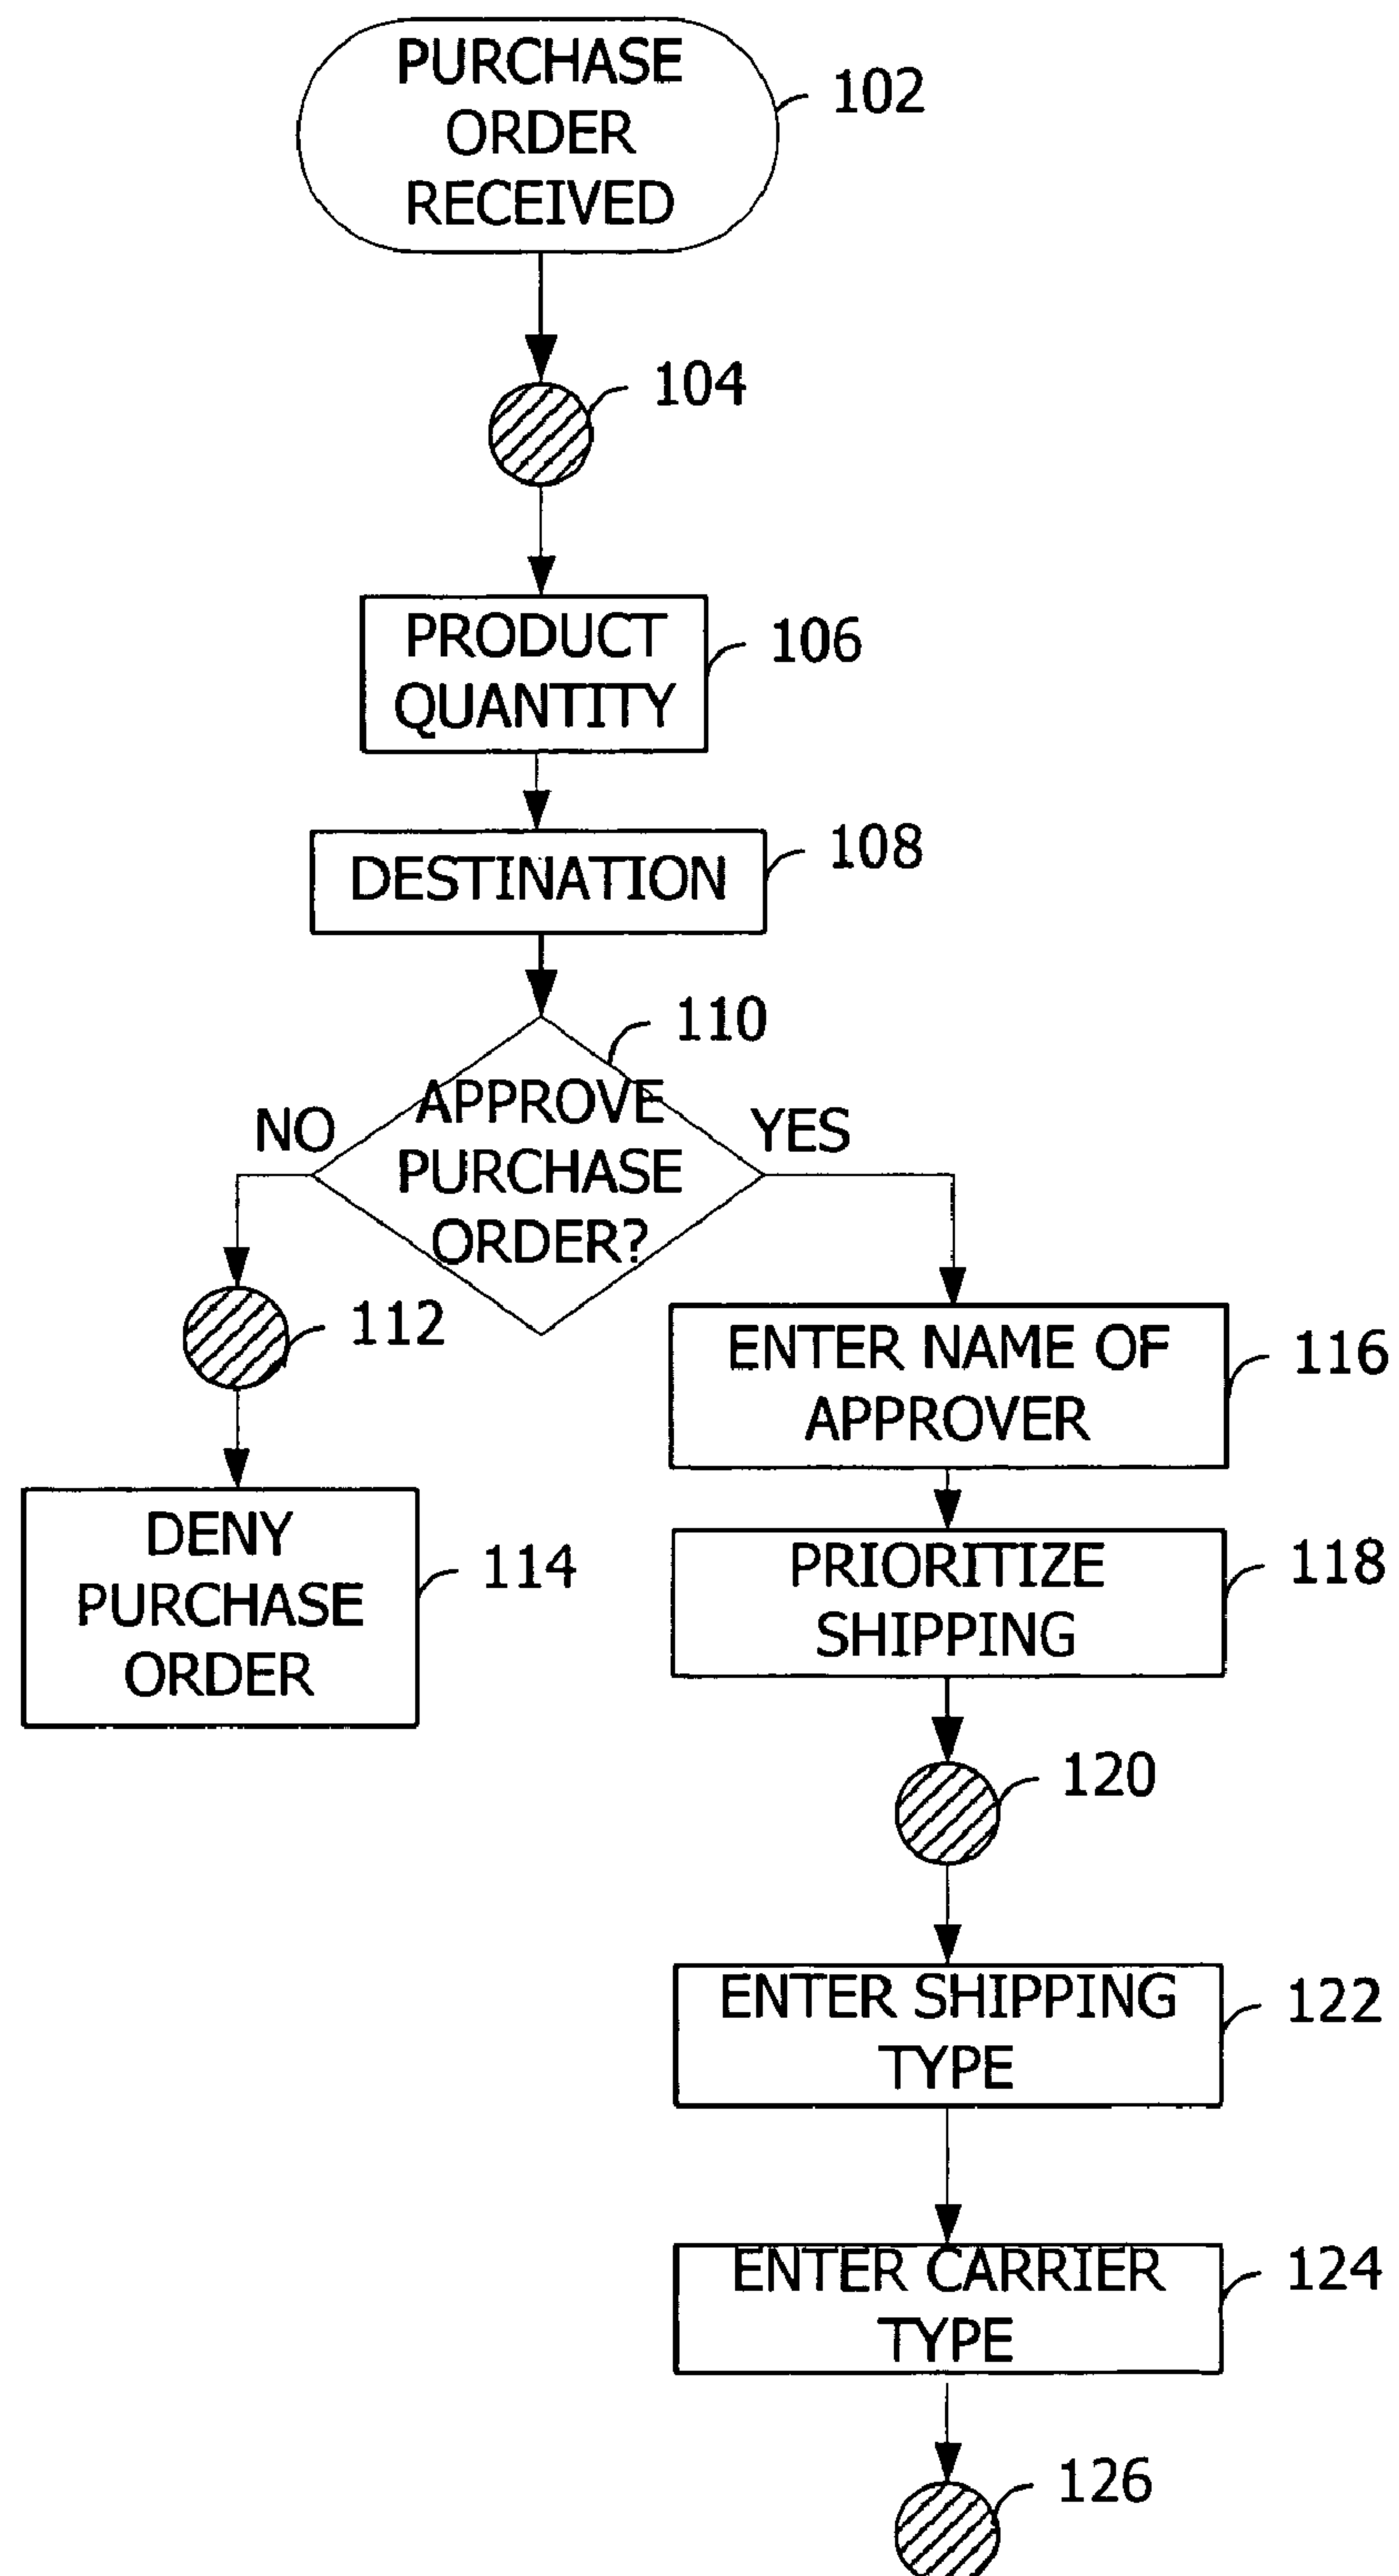 PURCHASE
ORDER
RECEIVED
102
104
PRODUCT
QUANTITY
106
DESTINATION
108
110
APPROVE
PURCHASE
ORDER?
NO
YES
112
ENTER NAME OF
APPROVER
116
DENY
PURCHASE
ORDER
114
PRIORITIZE
SHIPPING
118
120
ENTER SHIPPING
TYPE
122
ENTER CARRIER
TYPE
124
126